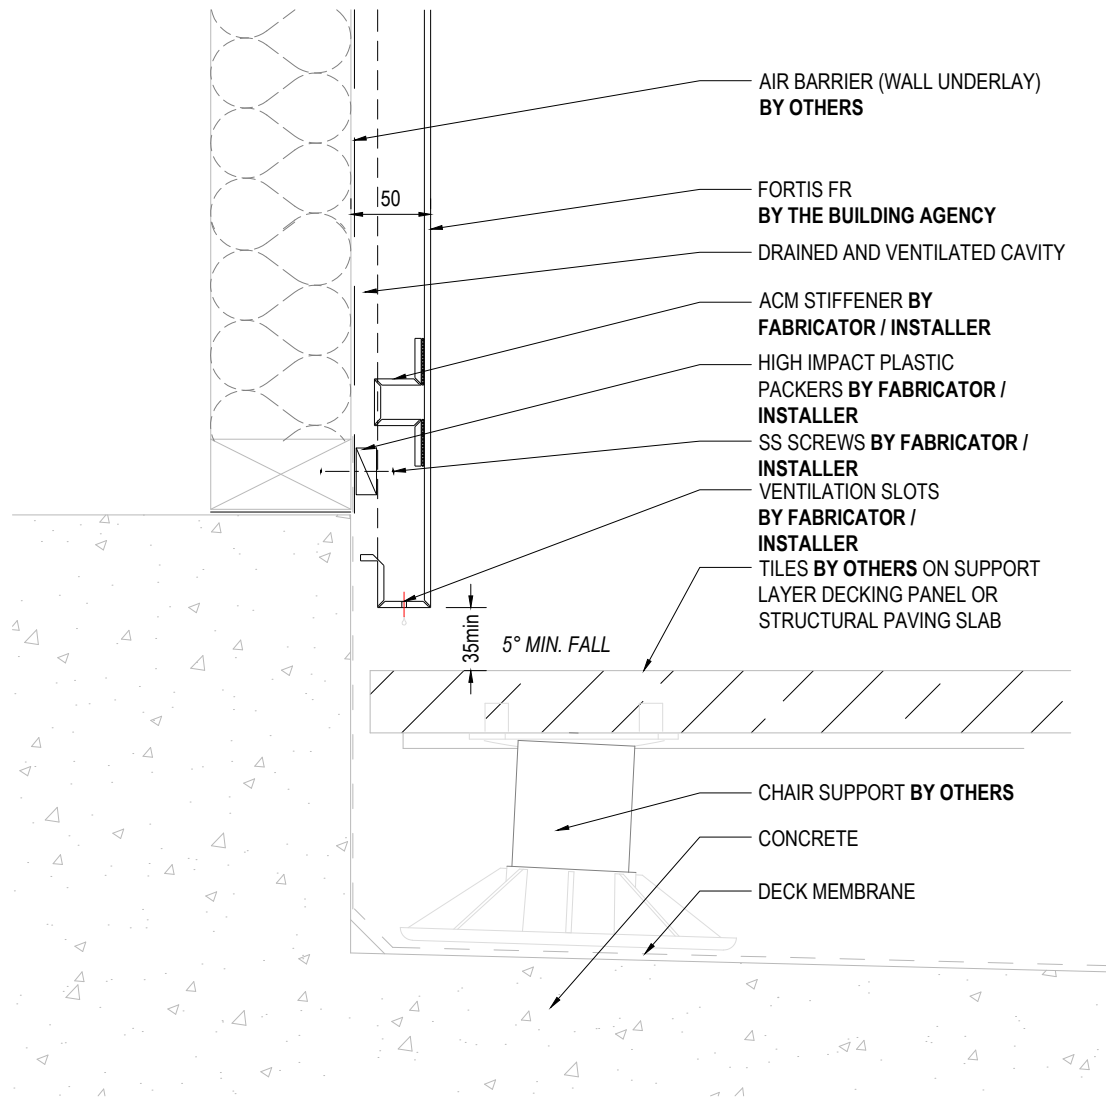 AIR BARRIER (WALL UNDERLAY)
BY OTHERS
50
FORTIS FR
BY THE BUILDING AGENCY
DRAINED AND VENTILATED CAVITY
ACM STIFFENER BY
FABRICATOR / INSTALLER
HIGH IMPACT PLASTIC
PACKERS BY FABRICATOR /
INSTALLER
SS SCREWS BY FABRICATOR /
INSTALLER
VENTILATION SLOTS
BY FABRICATOR /
INSTALLER
TILES BY OTHERS ON SUPPORT
LAYER DECKING PANEL OR
STRUCTURAL PAVING SLAB
35min
5° MIN. FALL
CHAIR SUPPORT BY OTHERS
CONCRETE
DECK MEMBRANE